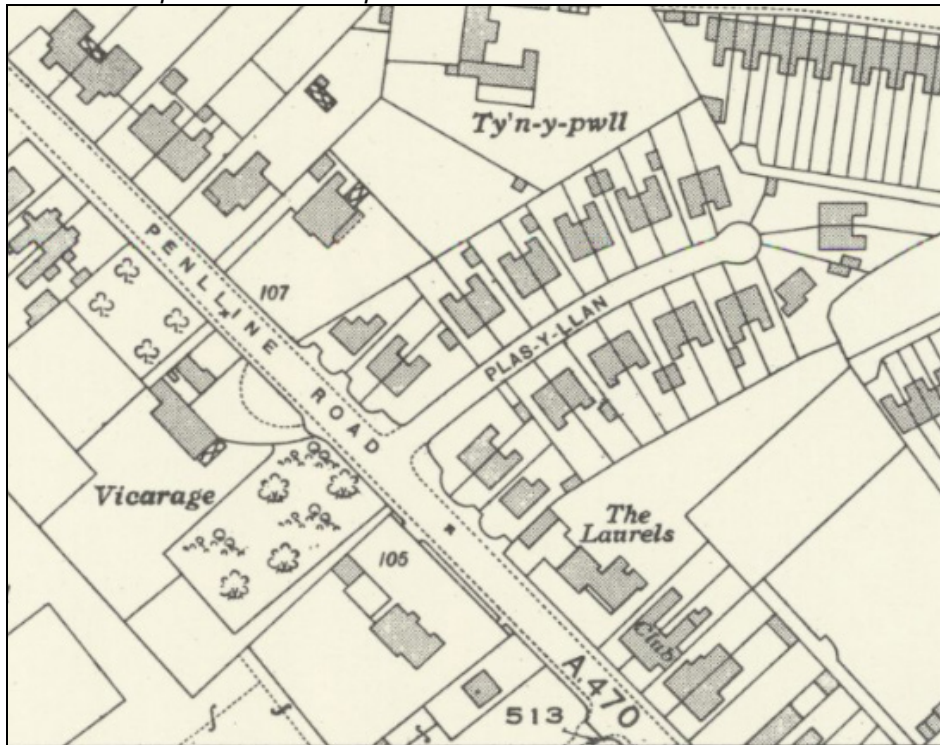 Ty'n-y-pwll
PENLLINE ROAD
107
PLAS-Y-LLAN
Vicarage
The
Laurels
105
Club
A.470
513